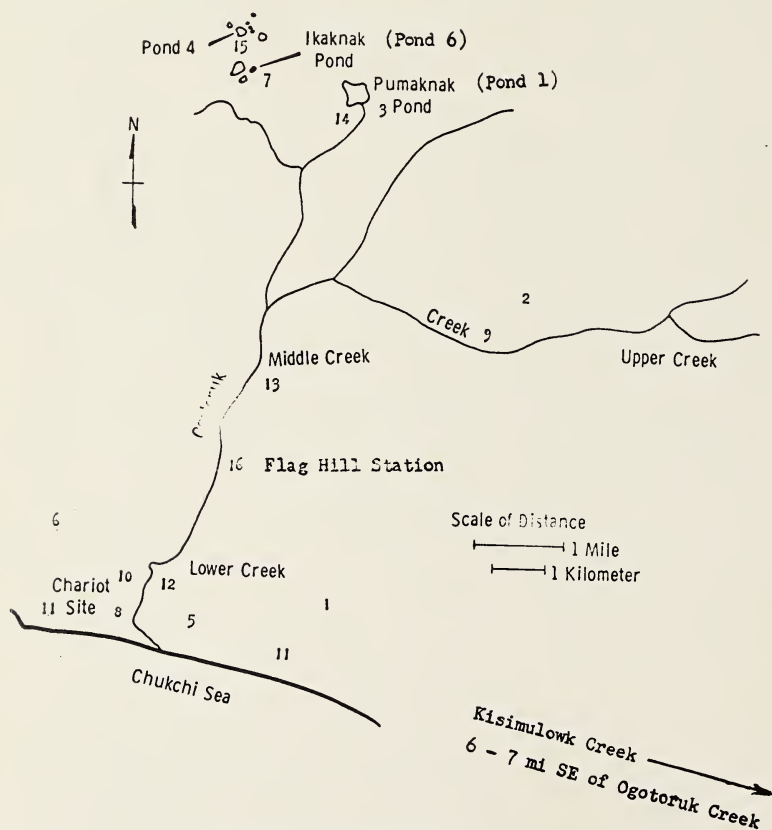 Pond 4
15
Ikaknak (Pond 6)
Pond
7
Pumaknak (Pond 1)
3 Pond
14
N
2
Creek 9
Upper Creek
Middle Creek
13
16 Flag Hill Station
6
Scale of Distance
1 Mile
1 Kilometer
Lower Creek
10
12
Chariot
11 Site 8
5
1
11
Chukchi Sea
Kisimulowk Creek
6 - 7 mi SE of Ogotoruk Creek